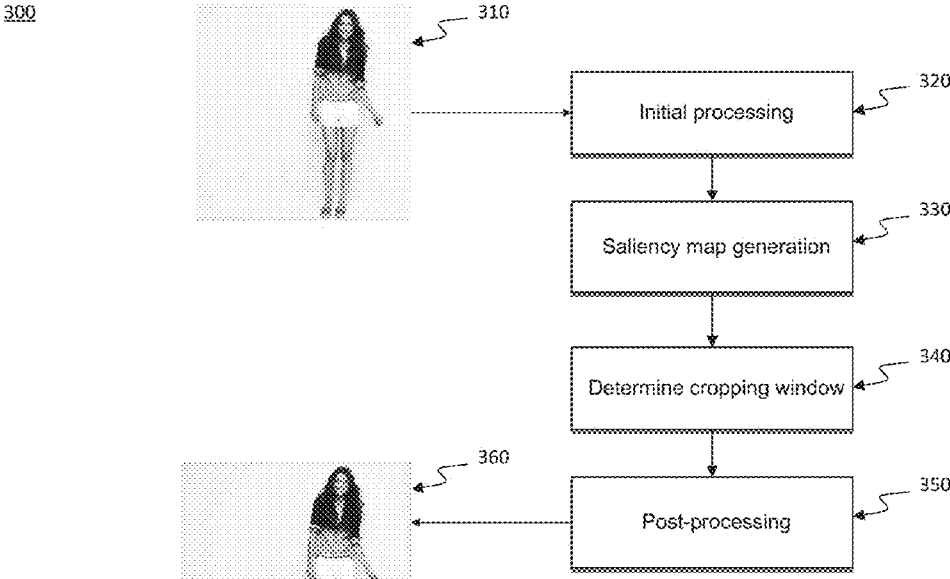 300
310
320
Initial processing
330
Saliency map generation
340
Determine cropping window
360
350
Post-processing